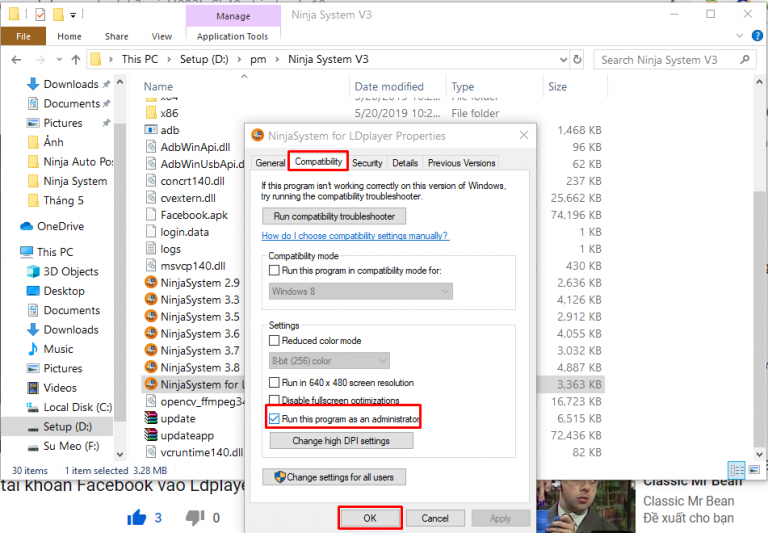 Manage
Ninja System V3
File
Home
Share
View
Application Tools
This PC
Setup (D:)
pm
Ninja System V3
Search Ninja System V3
Downloads
Documents
Pictures
Ảnh
Ninja Auto Pos
Ninja System
Tháng 5
OneDrive
This PC
3D Objects
Desktop
Documents
Downloads
Music
Pictures
Videos
Local Disk (C:)
Setup (D:)
Su Meo (F:)
Name
Date modified
Type
Size
x64
5/20/2019 10:2...
File folder
x86
5/20/2019 10:2...
File folder
adb
1,468 KB
AdbWinApi.dll
96 KB
AdbWinUsbApi.d
62 KB
concrt140.dll
237 KB
cvextern.dll
25,662 KB
Facebook.apk
74,196 KB
login.data
1 KB
logs
1 KB
msvcp140.dll
430 KB
NinjaSystem 2.9
2,636 KB
NinjaSystem 3.3
4,126 KB
NinjaSystem 3.5
2,912 KB
NinjaSystem 3.6
4,055 KB
NinjaSystem 3.7
3,032 KB
NinjaSystem 3.8
4,887 KB
NinjaSystem for L
3,363 KB
opencv_ffmpeg34
16,723 KB
update
6,515 KB
updateapp
72,436 KB
vcruntime140.dll
82 KB
NinjaSystem for LDplayer Properties
General
Compatibility
Security
Details
Previous Versions
If this program isn't working correctly on this version of Windows,
try running the compatibility troubleshooter.
Run compatibility troubleshooter
How do I choose compatibility settings manually?
Compatibility mode
Run this program in compatibility mode for:
Windows 8
Settings
Reduced color mode
8-bit (256) color
Run in 640 x 480 screen resolution
Disable fullscreen optimizations
Run this program as an administrator
Change high DPI settings
Change settings for all users
OK
Cancel
Apply
30 items
1 item selected 3.28 MB
tài khoản Facebook vào Ldplaye
3
0
Classic Mr Bean
Classic Mr Bean
Đề xuất cho bạn